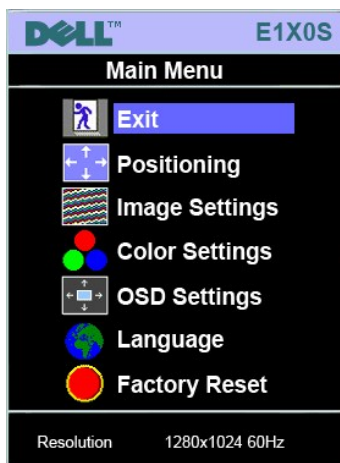 DELL™ E1X0S
Main Menu
Exit
Positioning
Image Settings
Color Settings
OSD Settings
Language
Factory Reset
Resolution 1280x1024 60Hz